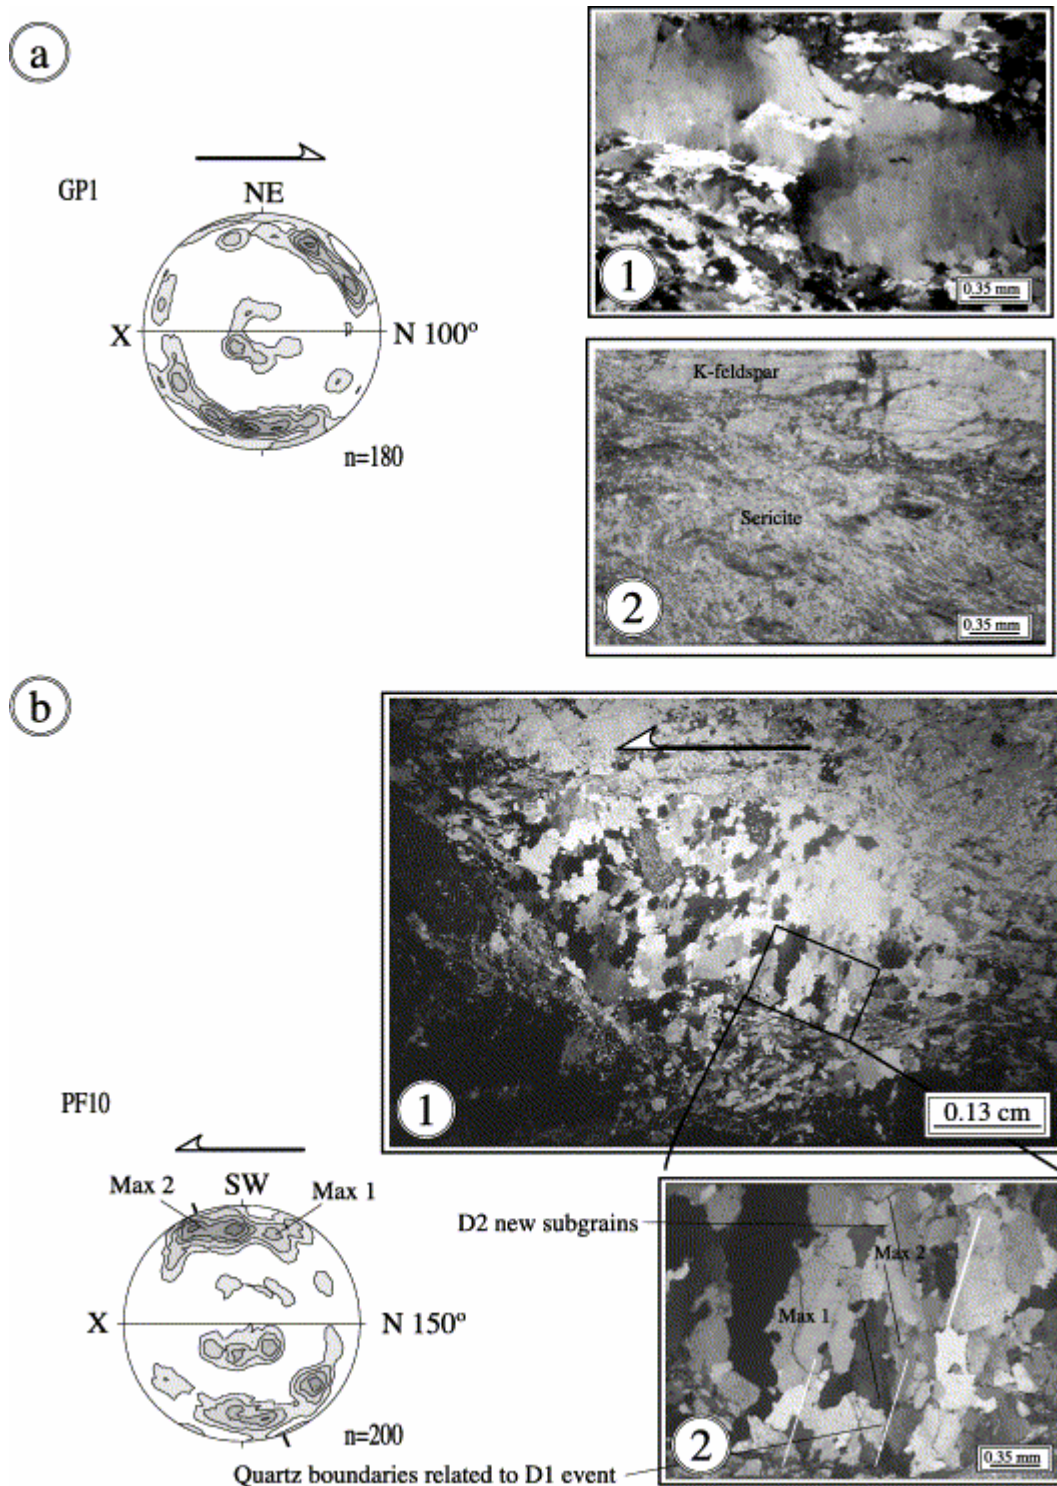 a
GP1
NE
X
N 100º
n=180
1
0.35 mm
K-feldspar
Sericite
2
0.35 mm
b
1
0.13 cm
PF10
Max 2
SW
Max 1
X
N 150º
n=200
D2 new subgrains
Max 2
Max 1
2
0.35 mm
Quartz boundaries related to D1 event